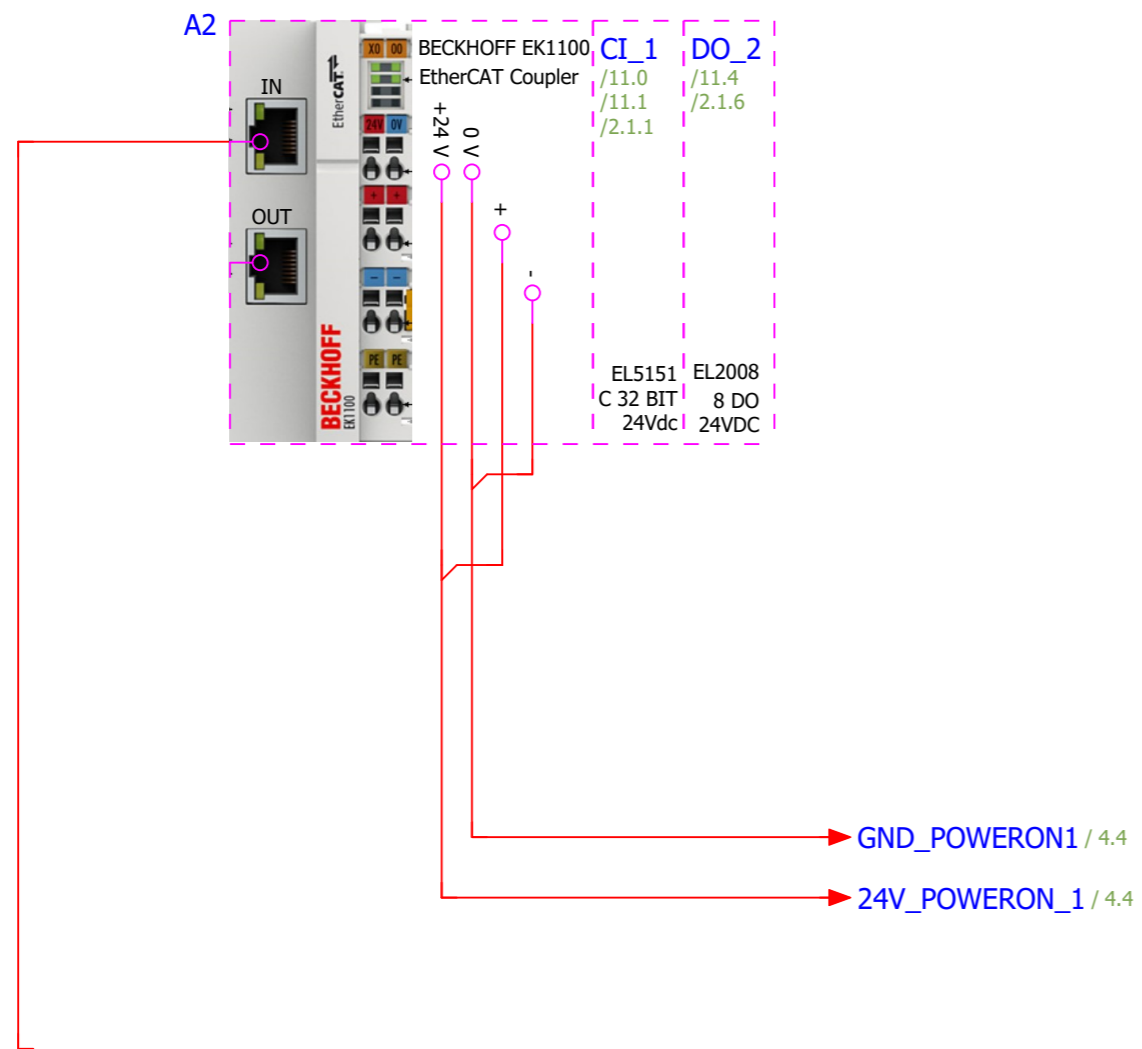 A2
IN
OUT
EtherCAT
BECKHOFF
EK1100
X0 00
24V 0V
+ +
− −
PE PE
BECKHOFF EK1100
EtherCAT Coupler
+24 V
0 V
+
-
CI_1
/11.0
/11.1
/2.1.1
EL5151
C 32 BIT
24Vdc
DO_2
/11.4
/2.1.6
EL2008
8 DO
24VDC
GND_POWERON1 / 4.4
24V_POWERON_1 / 4.4